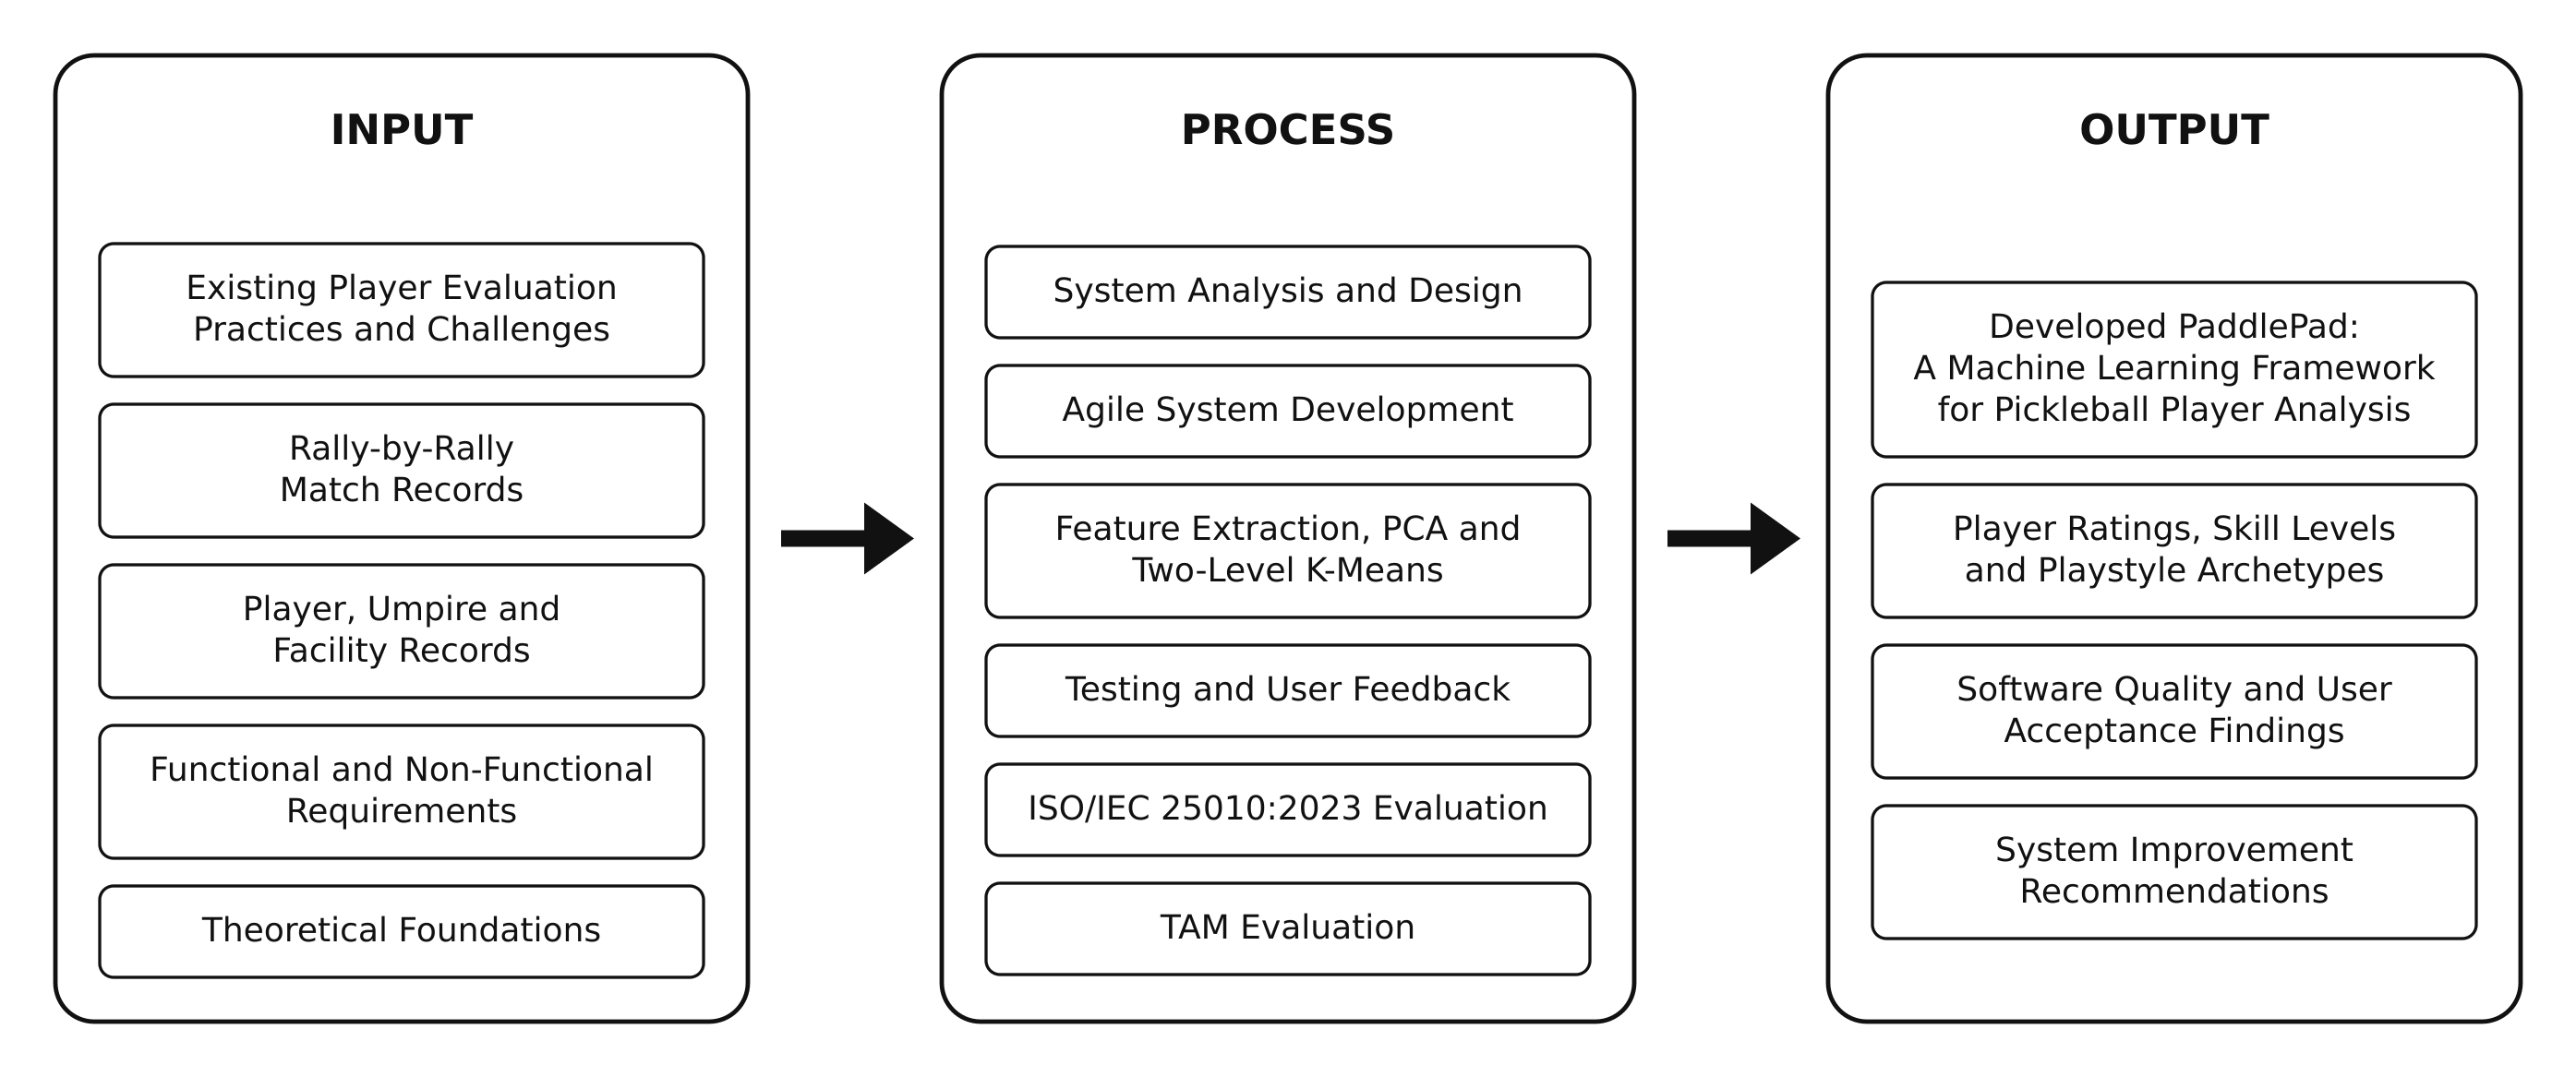 INPUT
Existing Player Evaluation
Practices and Challenges
Rally-by-Rally
Match Records
Player, Umpire and
Facility Records
Functional and Non-Functional
Requirements
Theoretical Foundations
PROCESS
System Analysis and Design
Agile System Development
Feature Extraction, PCA and
Two-Level K-Means
Testing and User Feedback
ISO/IEC 25010:2023 Evaluation
TAM Evaluation
OUTPUT
Developed PaddlePad:
A Machine Learning Framework
for Pickleball Player Analysis
Player Ratings, Skill Levels
and Playstyle Archetypes
Software Quality and User
Acceptance Findings
System Improvement
Recommendations